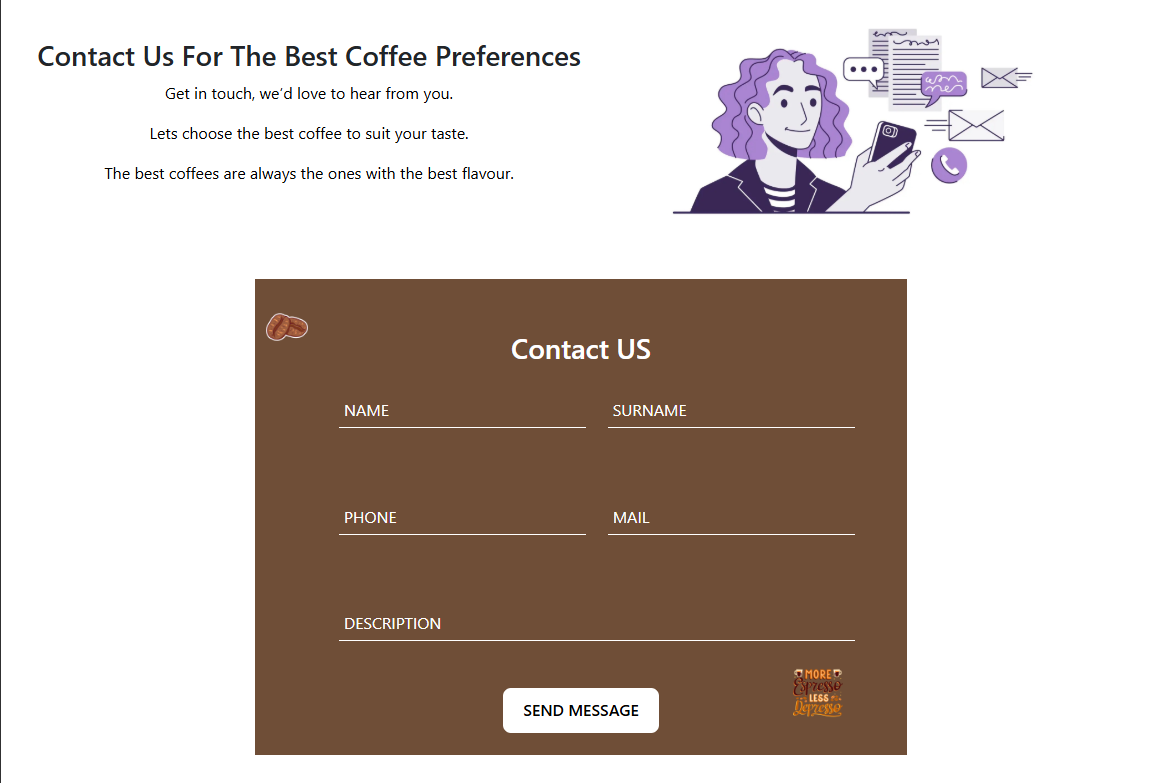 Contact Us For The Best Coffee Preferences
Get in touch, we'd love to hear from you.
Lets choose the best coffee to suit your taste.
The best coffees are always the ones with the best flavour.
Contact US
NAME
SURNAME
PHONE
MAIL
DESCRIPTION
SEND MESSAGE
MORE
Espresso
LESS
Depresso